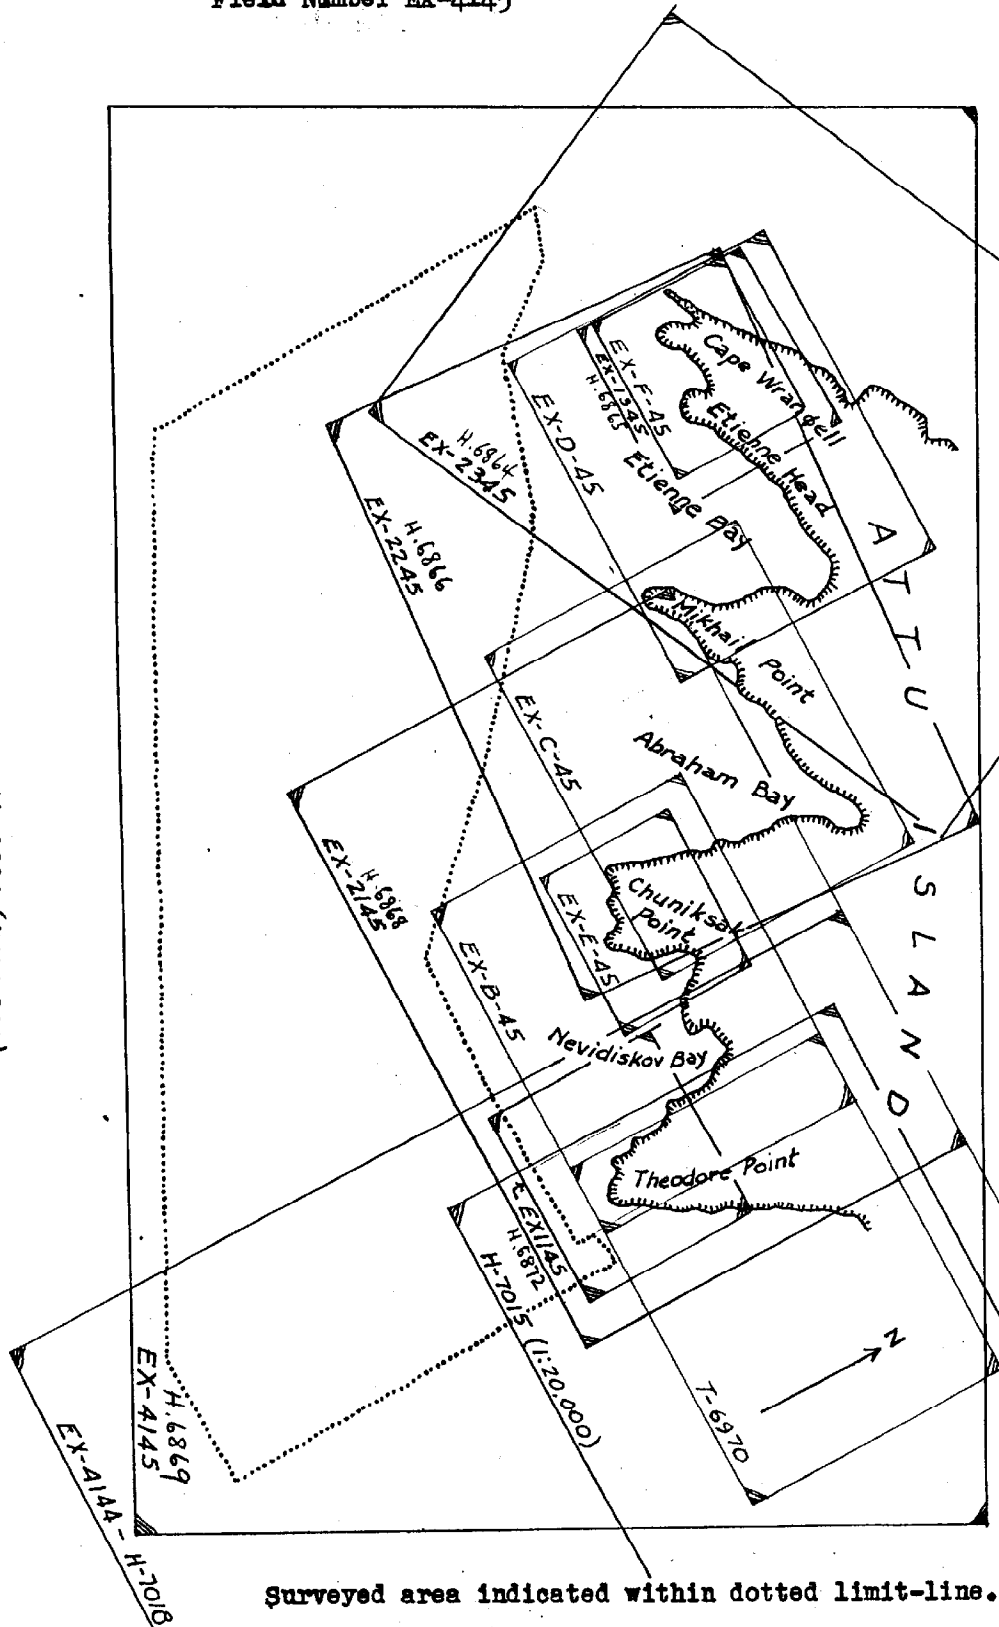 Field Number EX-4145
Cape Wrangell
Etienne Head
EX-F-45
EX-1345
H.6865
EX-D-45
Etienne Bay
H.6864
EX-2345
H.6866
EX-2245
ATTU ISLAND
Mikhail Point
EX-C-45
Abraham Bay
H.6868
EX-2145
Chuniksak
Point
EX-E-45
EX-B-45
Nevidiskov Bay
Theodore Point
EX1145
H.6872
H-7015 (1:20,000)
N
T-6970
H.6869
EX-4145
EX-4144-H-7018
Surveyed area indicated within dotted limit-line.